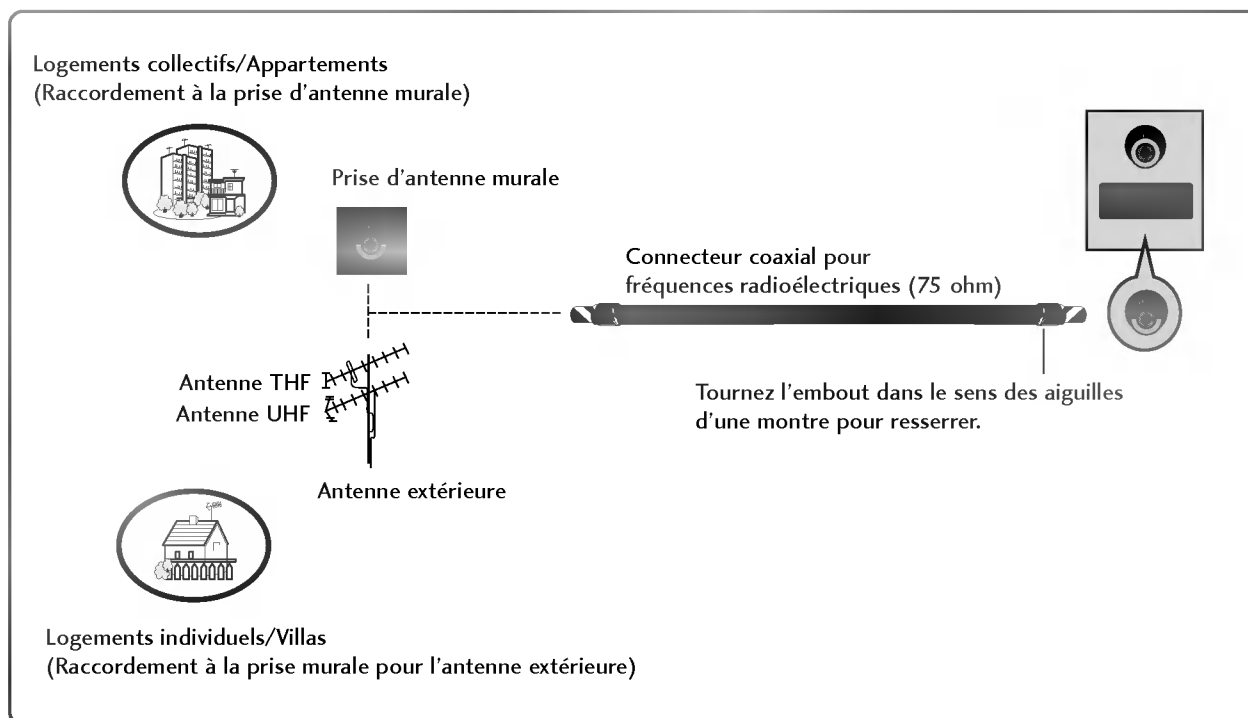 Logements collectifs/Appartements
(Raccordement à la prise d'antenne murale)
Prise d'antenne murale
Connecteur coaxial pour
fréquences radioélectriques (75 ohm)
Antenne THF
Antenne UHF
Tournez l'embout dans le sens des aiguilles
d'une montre pour resserrer.
Antenne extérieure
Logements individuels/Villas
(Raccordement à la prise murale pour l'antenne extérieure)